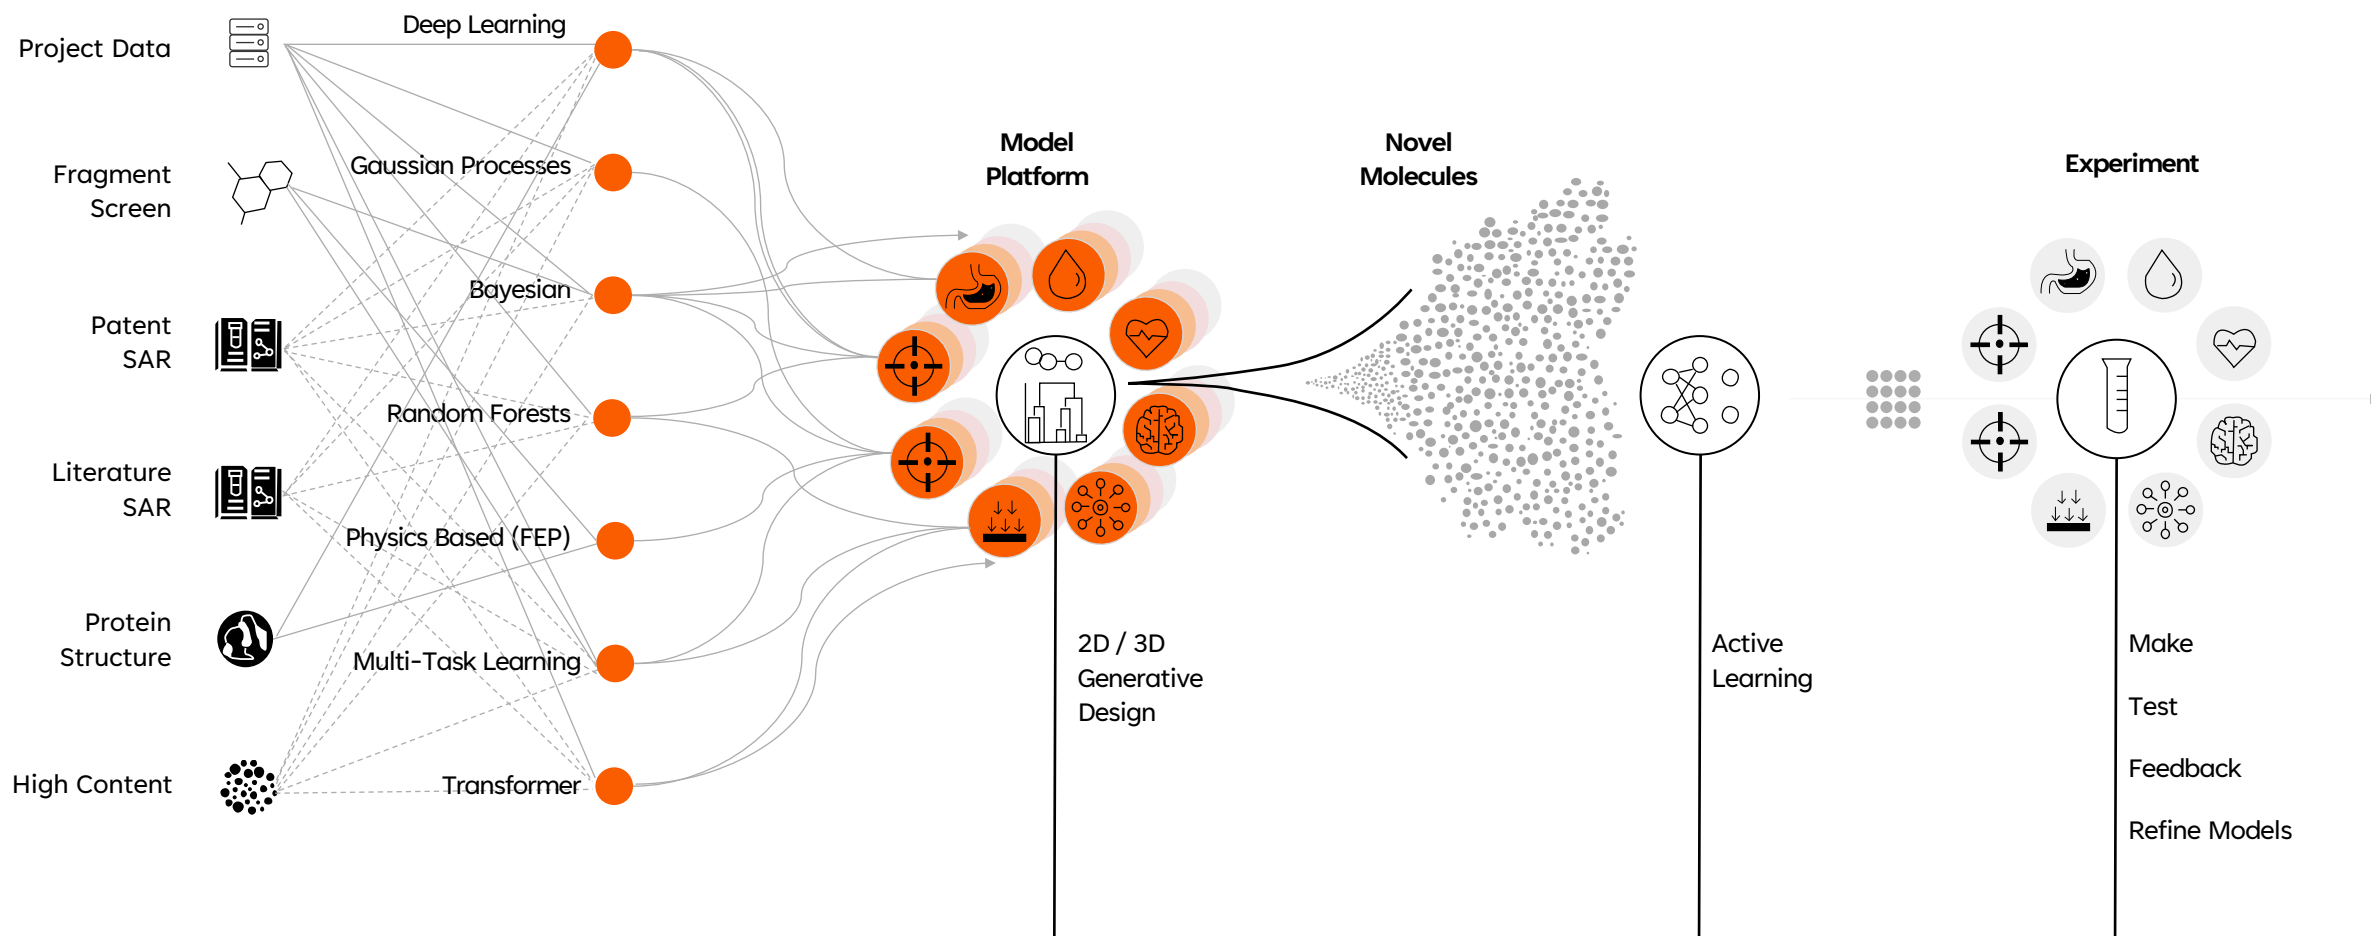 Project Data
Fragment
Screen
Patent
SAR
Literature
SAR
Protein
Structure
High Content
Deep Learning
Gaussian Processes
Bayesian
Random Forests
Physics Based (FEP)
Multi-Task Learning
Transformer
Model
Platform
2D / 3D
Generative
Design
Novel
Molecules
Active
Learning
Experiment
Make
Test
Feedback
Refine Models